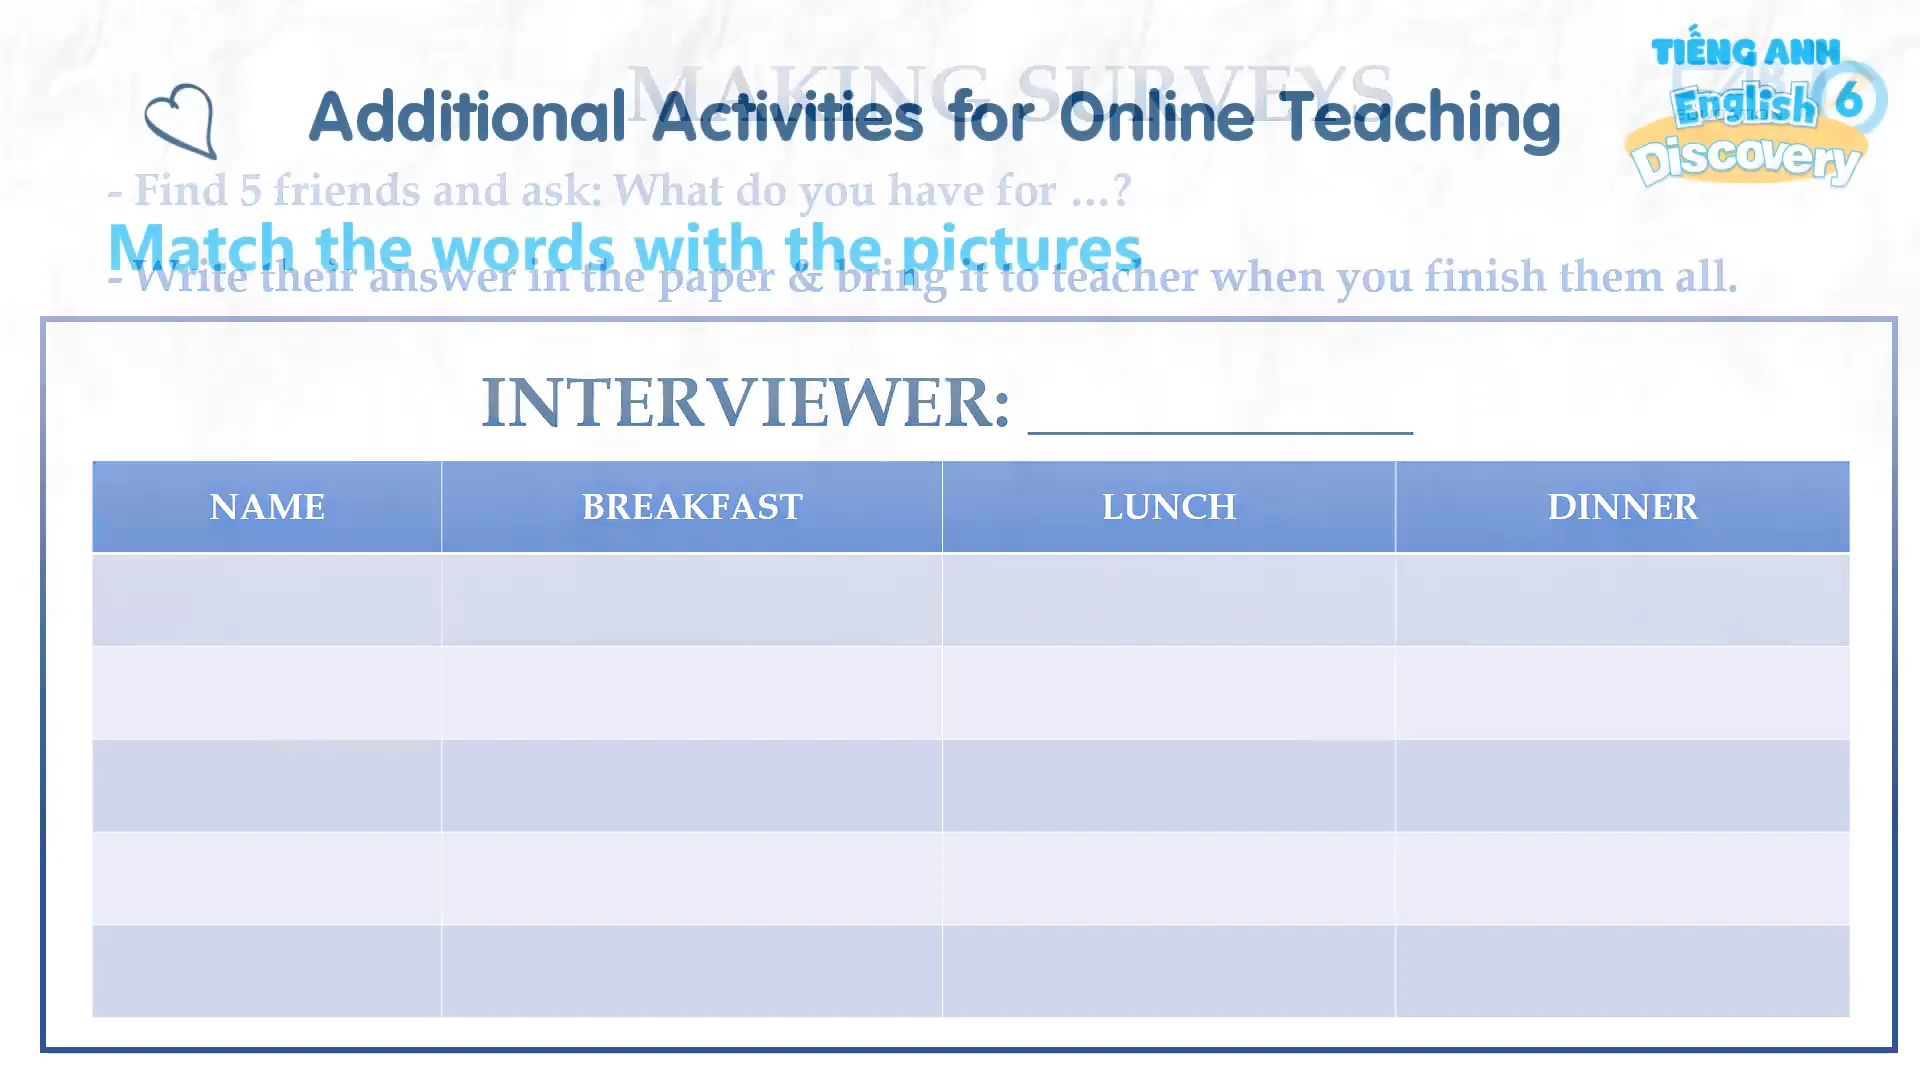 MAKING SURVEYS
Additional Activities for Online Teaching
TIẾNG ANH
English 6
Discovery
- Find 5 friends and ask: What do you have for ...?
Match the words with the pictures
- Write their answer in the paper & bring it to teacher when you finish them all.
INTERVIEWER: ____________
NAME BREAKFAST LUNCH DINNER